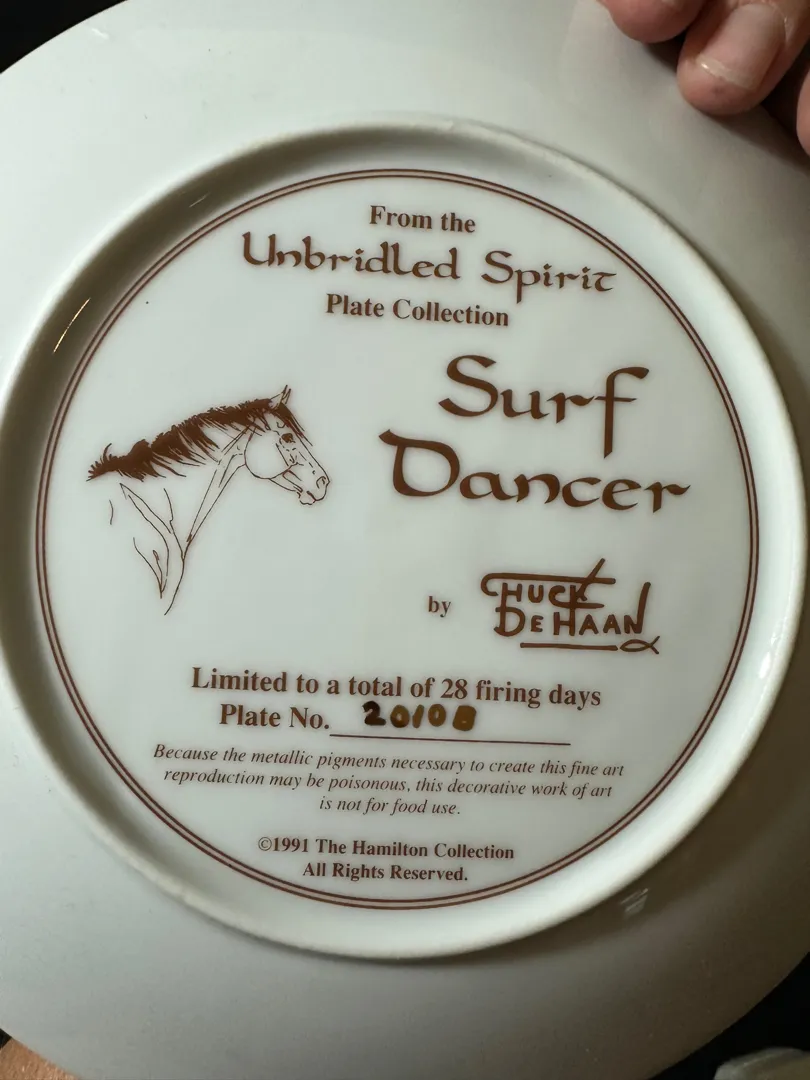 From the
Unbridled Spirit
Plate Collection
Surf
Dancer
by CHUCK
DE HAAN
Limited to a total of 28 firing days
Plate No. 2010B
Because the metallic pigments necessary to create this fine art
reproduction may be poisonous, this decorative work of art
is not for food use.
©1991 The Hamilton Collection
All Rights Reserved.